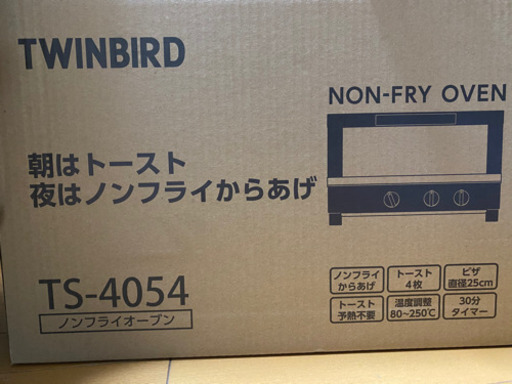 TWINBIRD
NON-FRY OVEN
朝はトースト
夜はノンフライからあげ
TS-4054
ノンフライオーブン
ノンフライ
からあげ
トースト
4枚
ピザ
直径25cm
トースト
予熱不要
温度調整
80~250℃
30分
タイマー